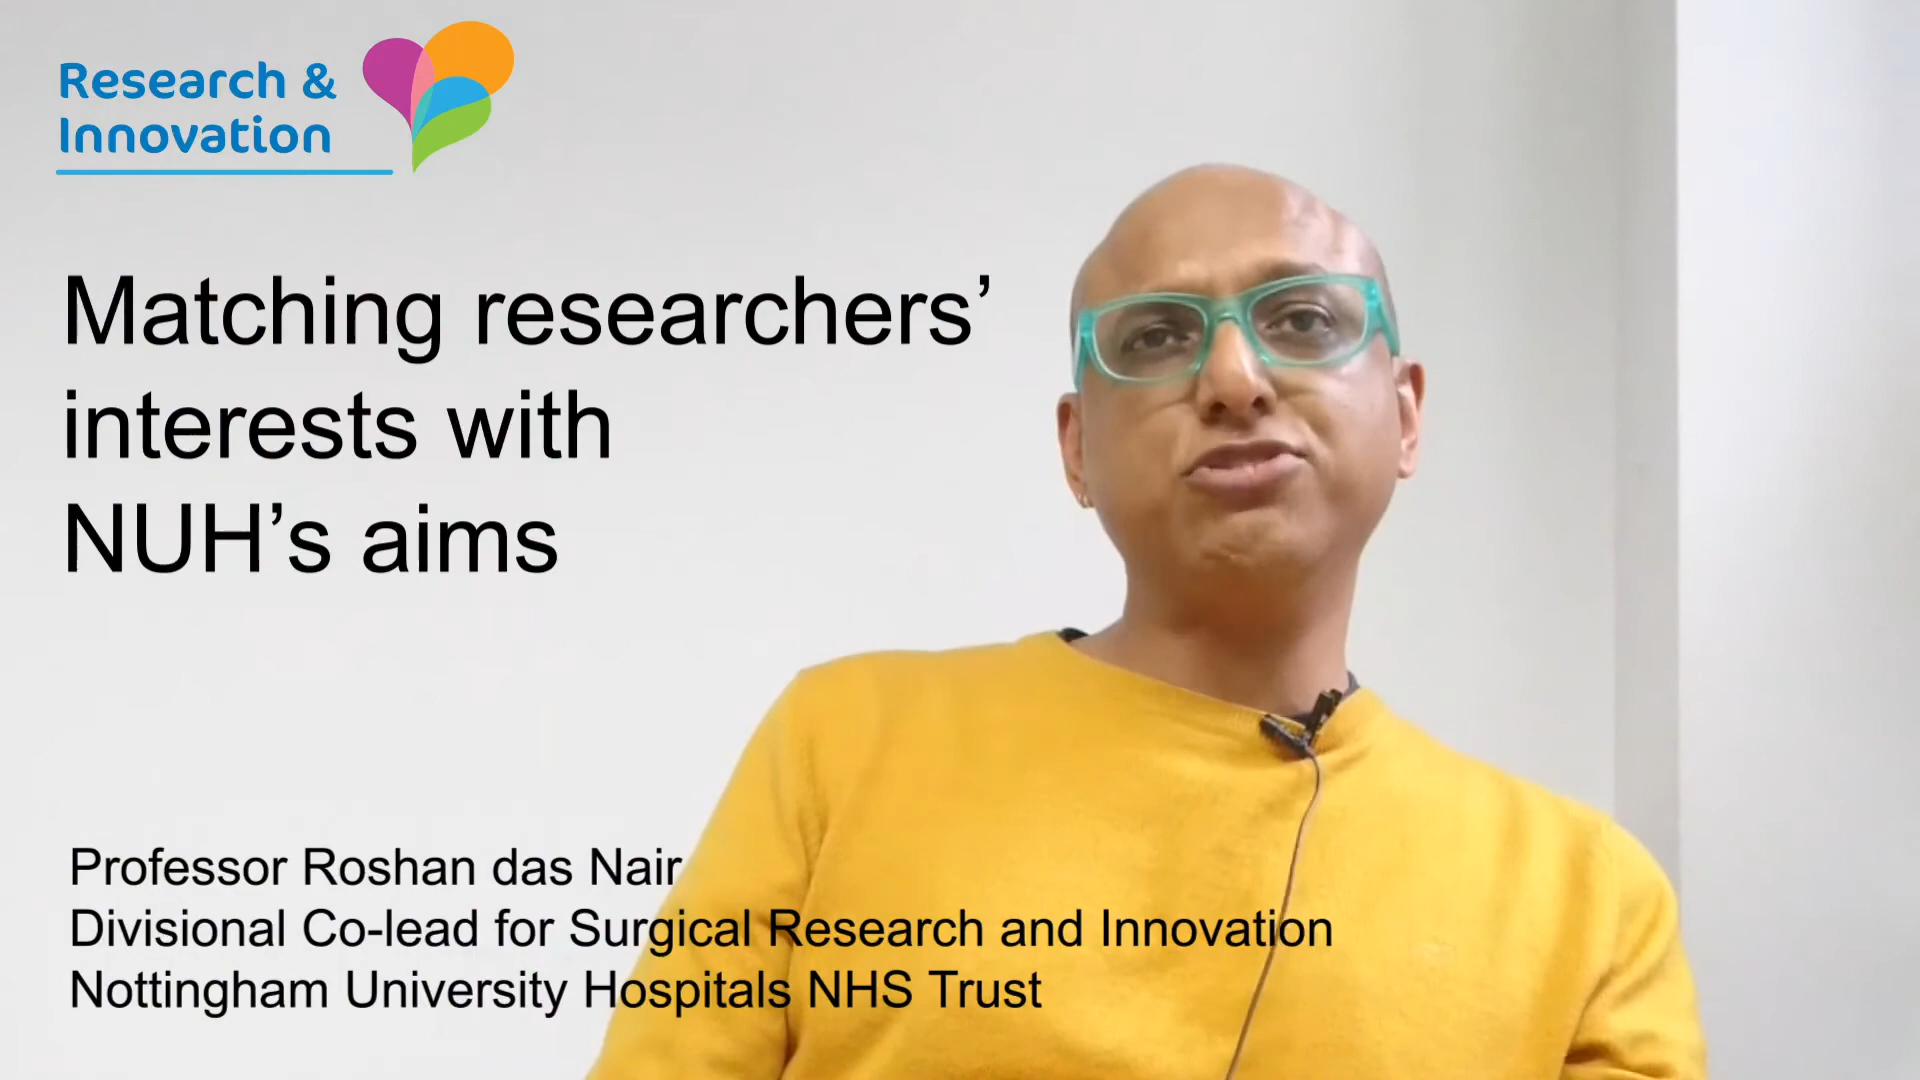 Research &
Innovation
Matching researchers’
interests with
NUH’s aims
Professor Roshan das Nair
Divisional Co-lead for Surgical Research and Innovation
Nottingham University Hospitals NHS Trust